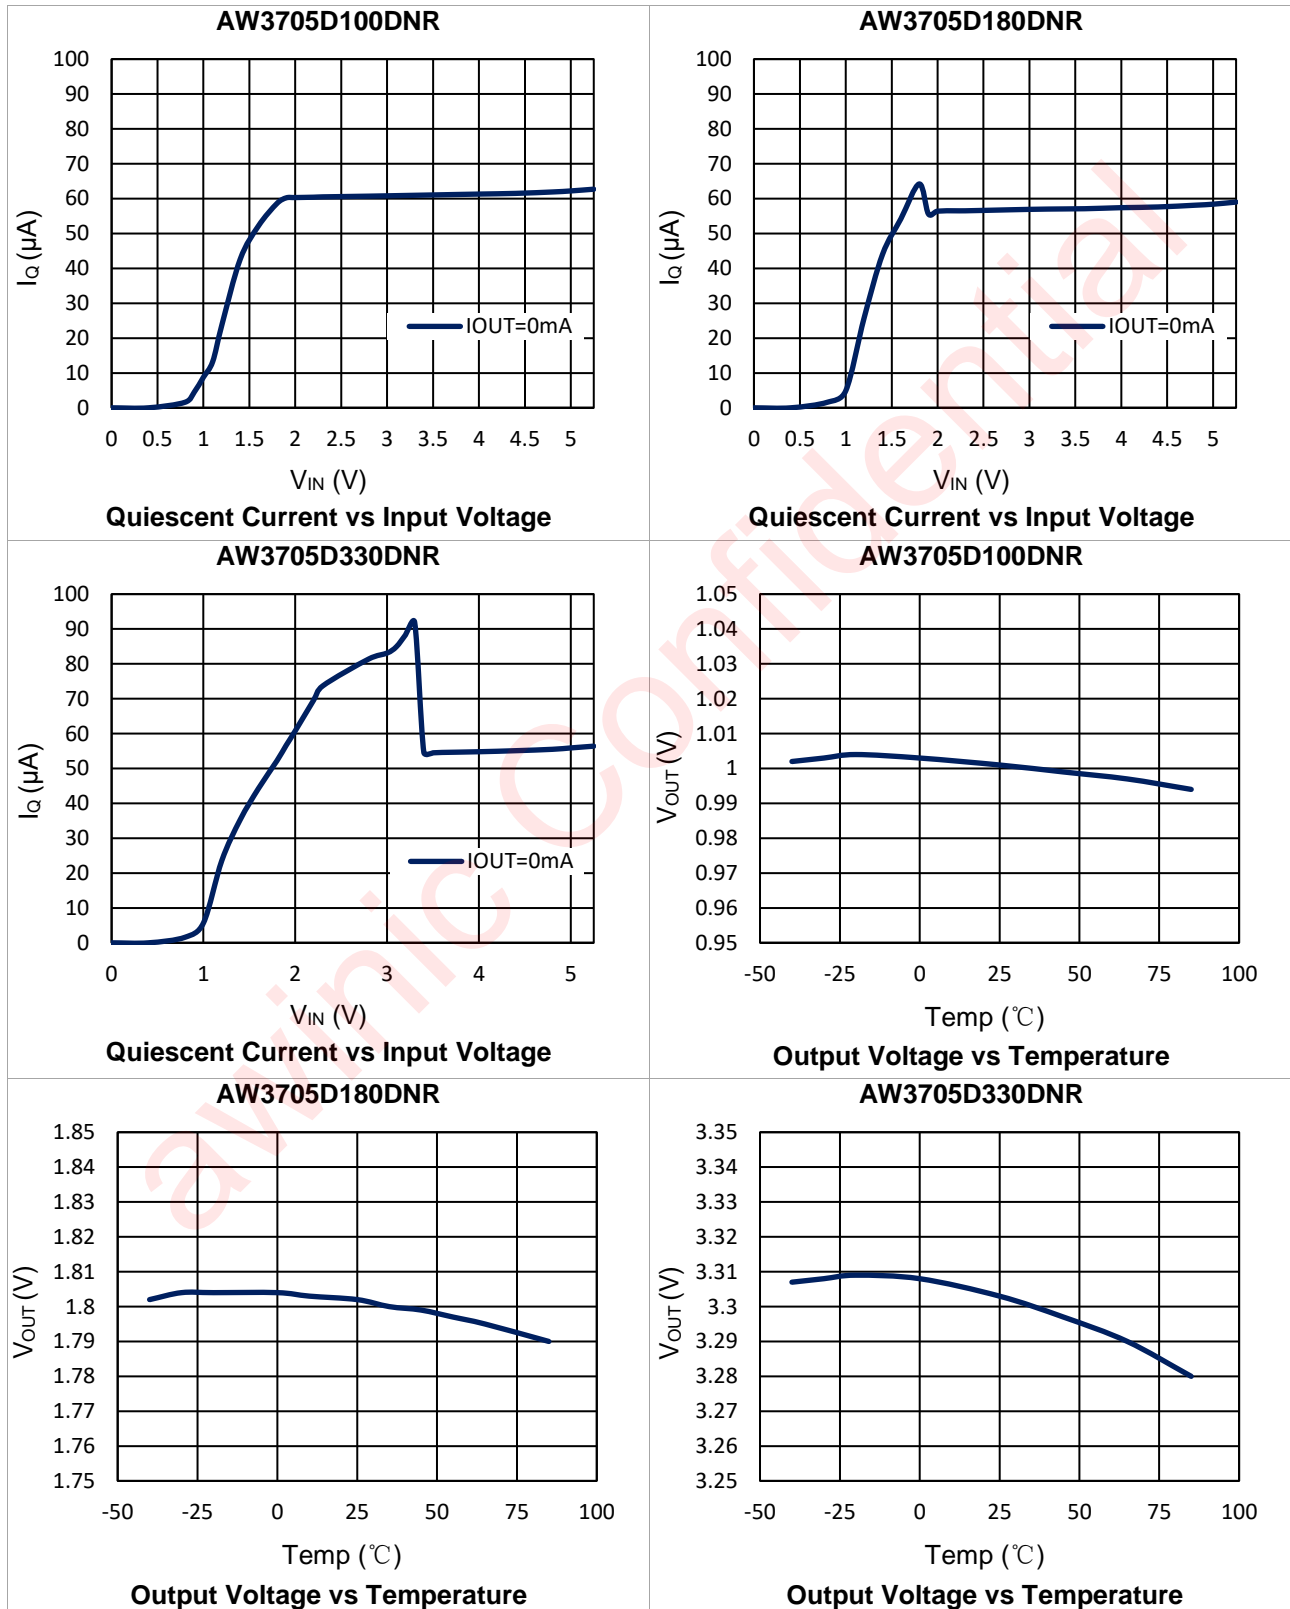 AW3705D100DNR
100
90
80
70
60
50
40
30
20
10
0
IQ (µA)
IOUT=0mA
0 0.5 1 1.5 2 2.5 3 3.5 4 4.5 5
VIN (V)
Quiescent Current vs Input Voltage
AW3705D180DNR
100
90
80
70
60
50
40
30
20
10
0
IQ (µA)
IOUT=0mA
0 0.5 1 1.5 2 2.5 3 3.5 4 4.5 5
VIN (V)
Quiescent Current vs Input Voltage
AW3705D330DNR
100
90
80
70
60
50
40
30
20
10
0
IQ (µA)
IOUT=0mA
0 1 2 3 4 5
VIN (V)
Quiescent Current vs Input Voltage
AW3705D100DNR
1.05
1.04
1.03
1.02
1.01
1
0.99
0.98
0.97
0.96
0.95
VOUT (V)
-50 -25 0 25 50 75 100
Temp (℃)
Output Voltage vs Temperature
AW3705D180DNR
1.85
1.84
1.83
1.82
1.81
1.8
1.79
1.78
1.77
1.76
1.75
VOUT (V)
-50 -25 0 25 50 75 100
Temp (℃)
Output Voltage vs Temperature
AW3705D330DNR
3.35
3.34
3.33
3.32
3.31
3.3
3.29
3.28
3.27
3.26
3.25
VOUT (V)
-50 -25 0 25 50 75 100
Temp (℃)
Output Voltage vs Temperature
awinic Confidential